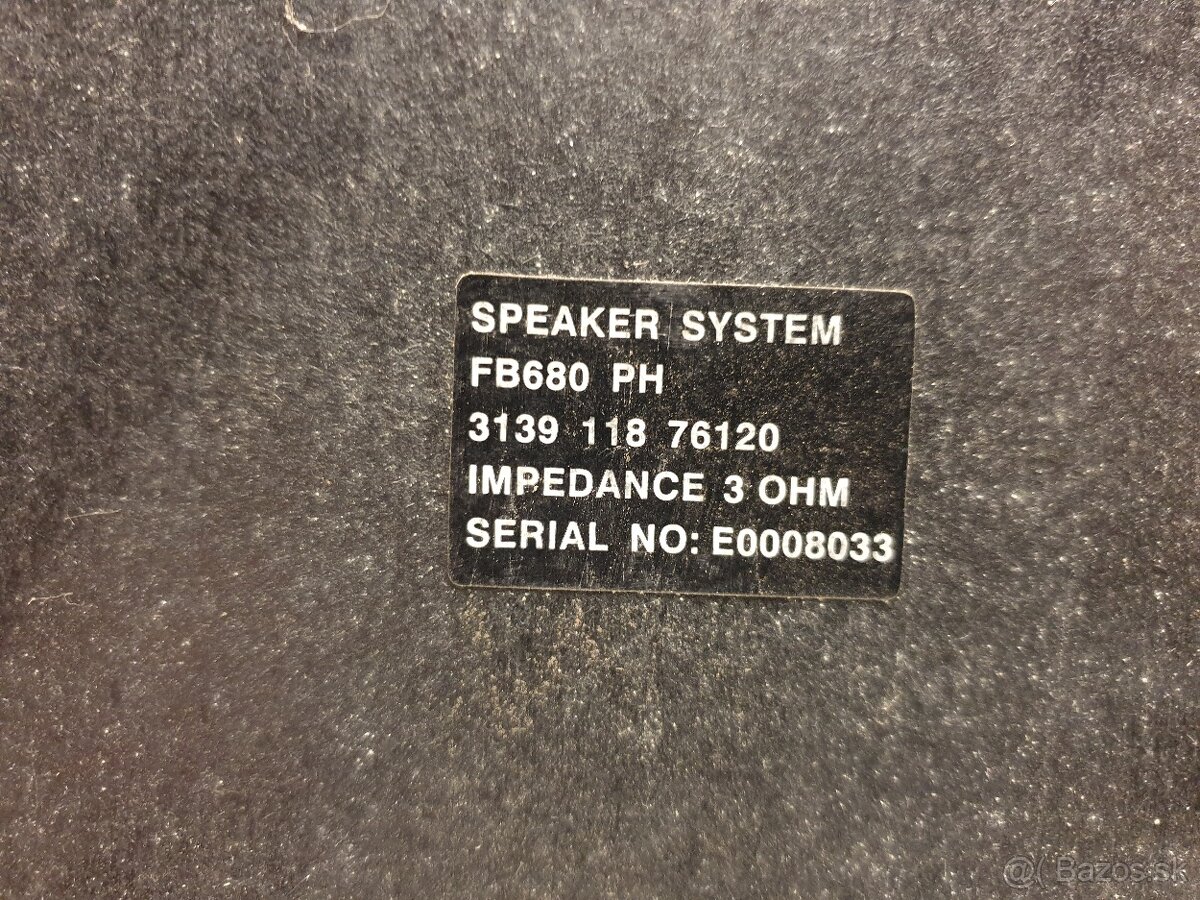 SPEAKER SYSTEM
FB680 PH
3139 118 76120
IMPEDANCE 3 OHM
SERIAL NO: E0008033
@( Bazos.sk